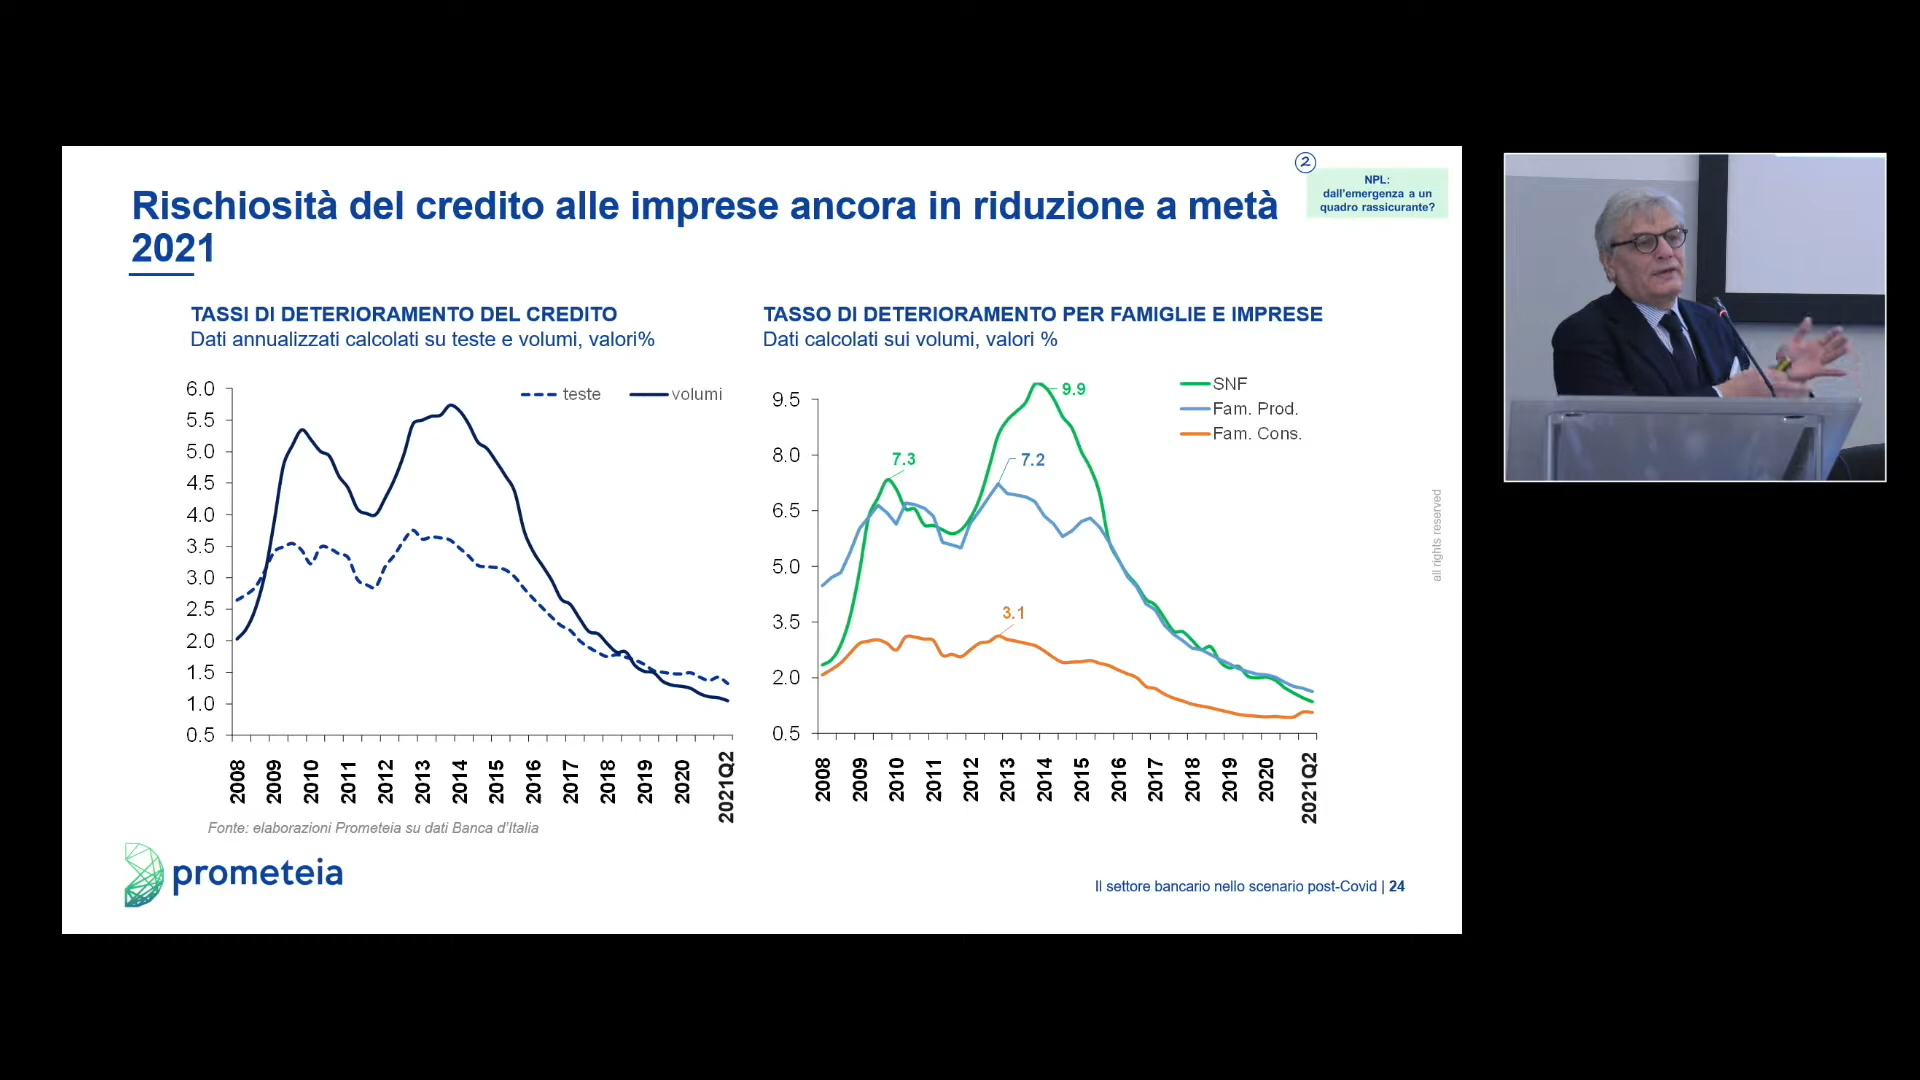 2
NPL:
dall'emergenza a un
quadro rassicurante?
Rischiosità del credito alle imprese ancora in riduzione a metà
2021
TASSI DI DETERIORAMENTO DEL CREDITO
Dati annualizzati calcolati su teste e volumi, valori%
teste
volumi
6.0
5.5
5.0
4.5
4.0
3.5
3.0
2.5
2.0
1.5
1.0
0.5
2008
2009
2010
2011
2012
2013
2014
2015
2016
2017
2018
2019
2020
2021Q2
TASSO DI DETERIORAMENTO PER FAMIGLIE E IMPRESE
Dati calcolati sui volumi, valori %
SNF
Fam. Prod.
Fam. Cons.
9.9
7.3
7.2
3.1
9.5
8.0
6.5
5.0
3.5
2.0
0.5
2008
2009
2010
2011
2012
2013
2014
2015
2016
2017
2018
2019
2020
2021Q2
all rights reserved
Fonte: elaborazioni Prometeia su dati Banca d'Italia
prometeia
Il settore bancario nello scenario post-Covid | 24